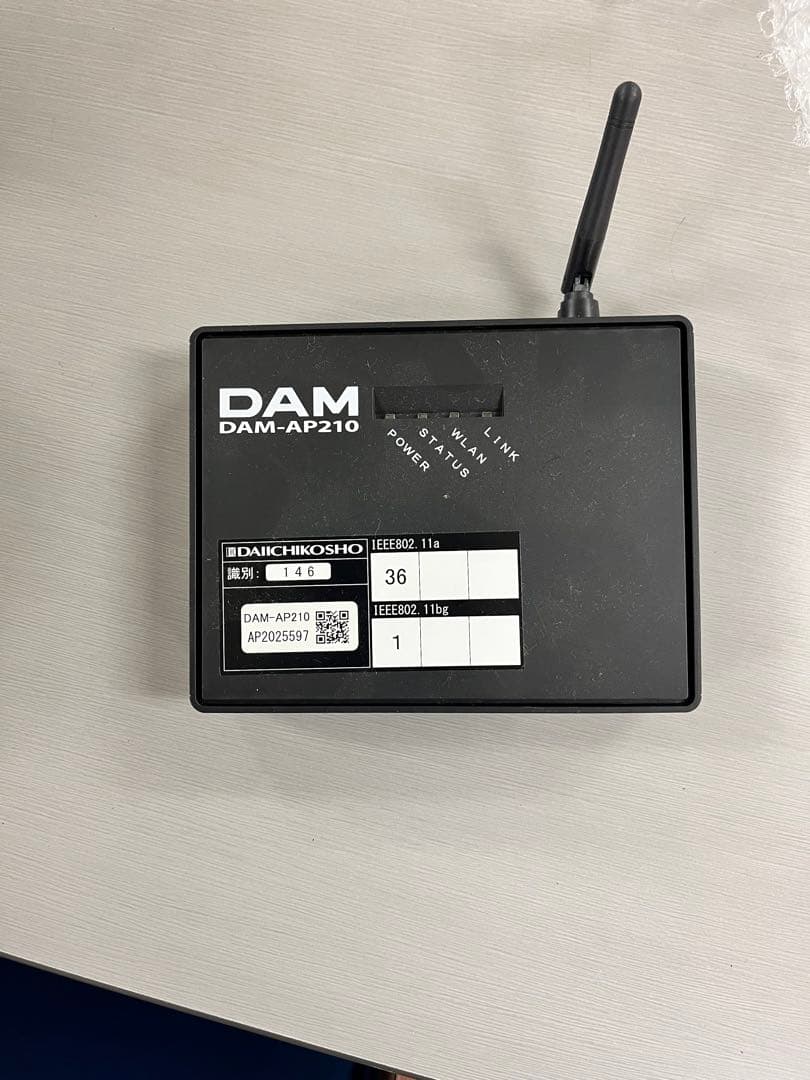 DAM
DAM-AP210
POWER
STATUS
WLAN
LINK
DAIICHIKOSHO
識別: 146
DAM-AP210
AP2025597
IEEE802.11a
36
IEEE802.11bg
1